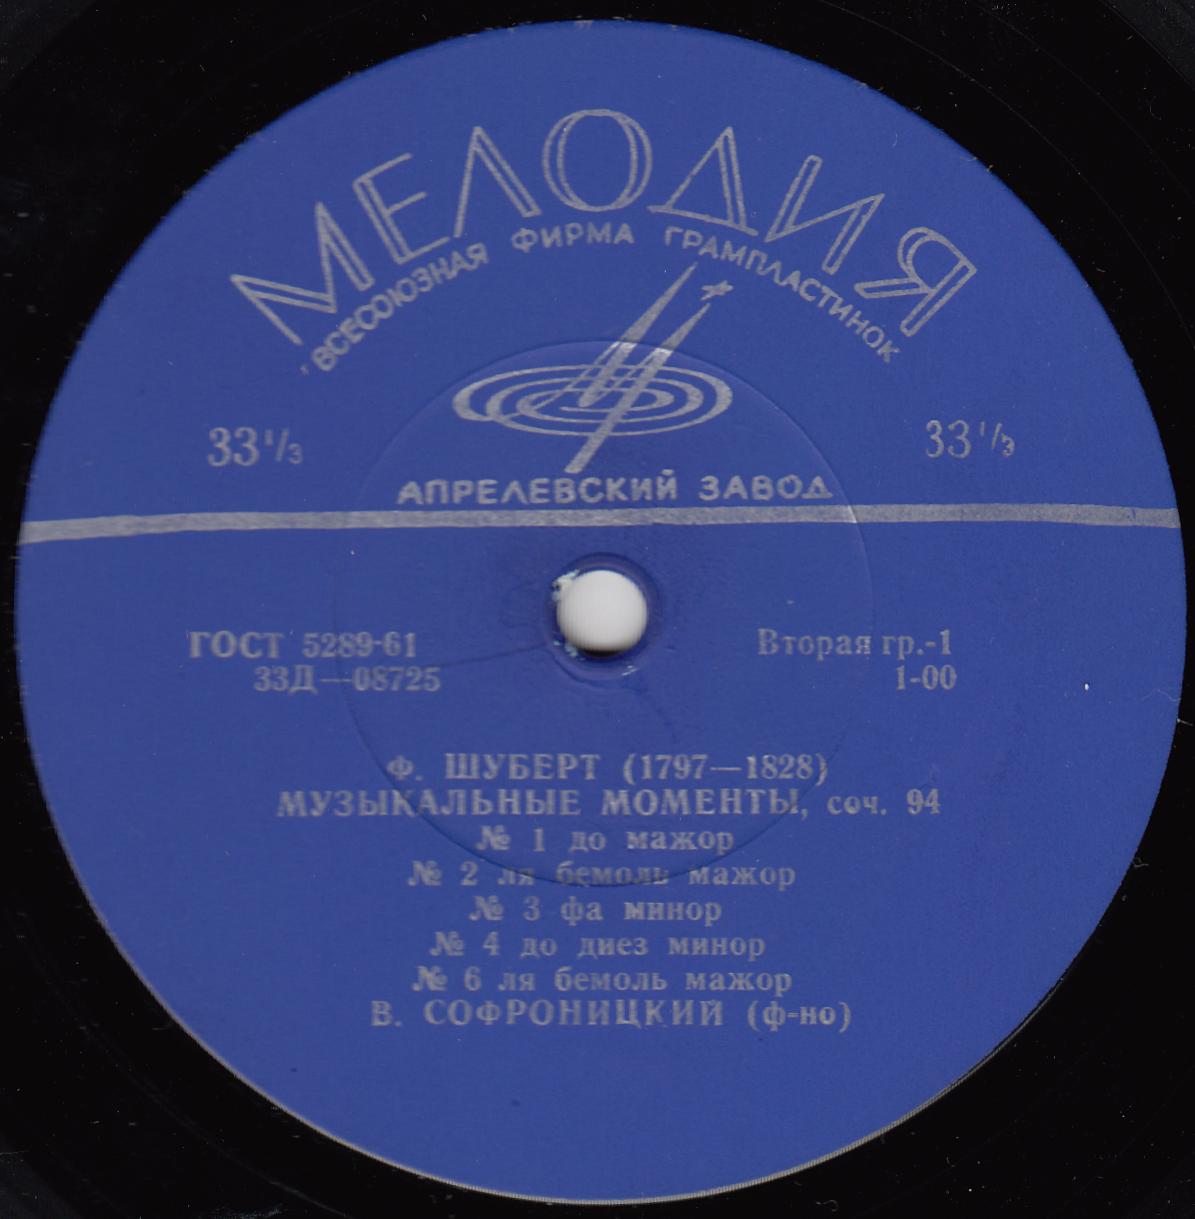 МЕЛОДИЯ
ВСЕСОЮЗНАЯ ФИРМА ГРАМПЛАСТИНОК
33 1/3 33 1/3
АПРЕЛЕВСКИЙ ЗАВОД
ГОСТ 5289-61 Вторая гр.-1
33Д—08725 1-00
Ф. ШУБЕРТ (1797—1828)
МУЗЫКАЛЬНЫЕ МОМЕНТЫ, соч. 94
№ 1 до мажор
№ 2 ля бемоль мажор
№ 3 фа минор
№ 4 до диез минор
№ 6 ля бемоль мажор
В. СОФРОНИЦКИЙ (ф-но)